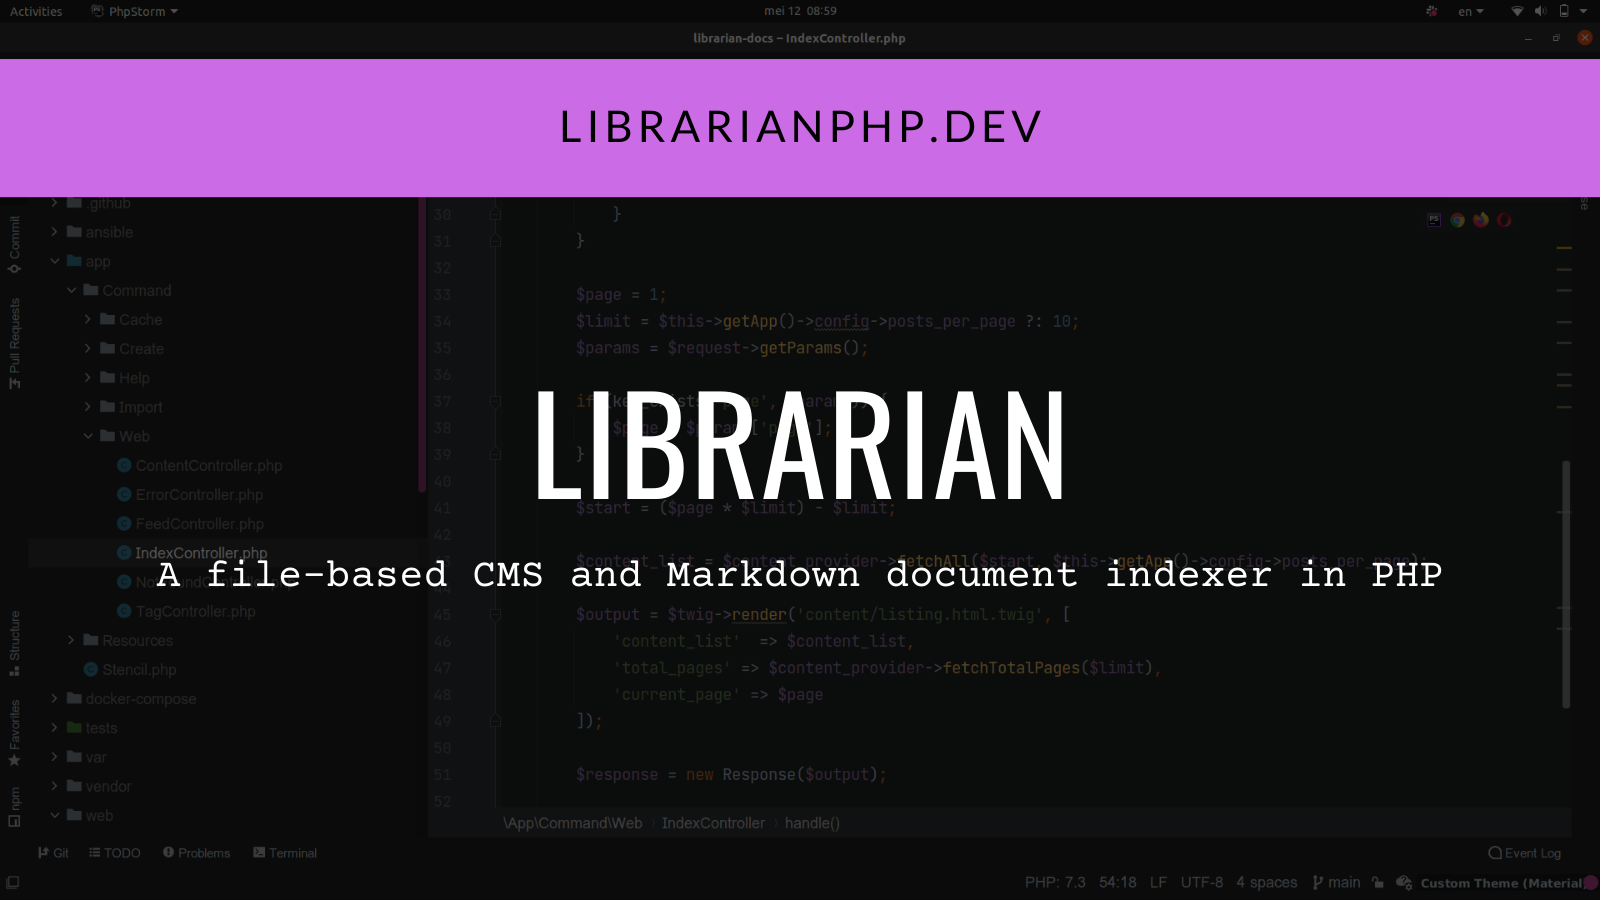 Activities PhpStorm mei 12 08:59 en
librarian-docs – IndexController.php
LIBRARIANPHP.DEV
.github
ansible
app
Command
Cache
Create
Help
Import
Web
ContentController.php
ErrorController.php
FeedController.php
IndexController.php
TagController.php
Resources
Stencil.php
docker-compose
tests
var
vendor
web
Commit
Pull Requests
Structure
Favorites
npm
30 }
31 }
32
33 $page = 1;
34 $limit = $this->getApp()->config->posts_per_page ?: 10;
35 $params = $request->getParams();
36
37 if
38
39 }
40
LIBRARIAN
41 $start = ($page * $limit) - $limit;
42
$content_list = $content_provider->fetchAll($start, $this->getApp()->config->posts_per_page);
A file-based CMS and Markdown document indexer in PHP
44
45 $output = $twig->render('content/listing.html.twig', [
46 'content_list' => $content_list,
47 'total_pages' => $content_provider->fetchTotalPages($limit),
48 'current_page' => $page
49 ]);
50
51 $response = new Response($output);
52
\App\Command\Web › IndexController › handle()
Git TODO Problems Terminal Event Log
PHP: 7.3 54:18 LF UTF-8 4 spaces main Custom Theme (Material